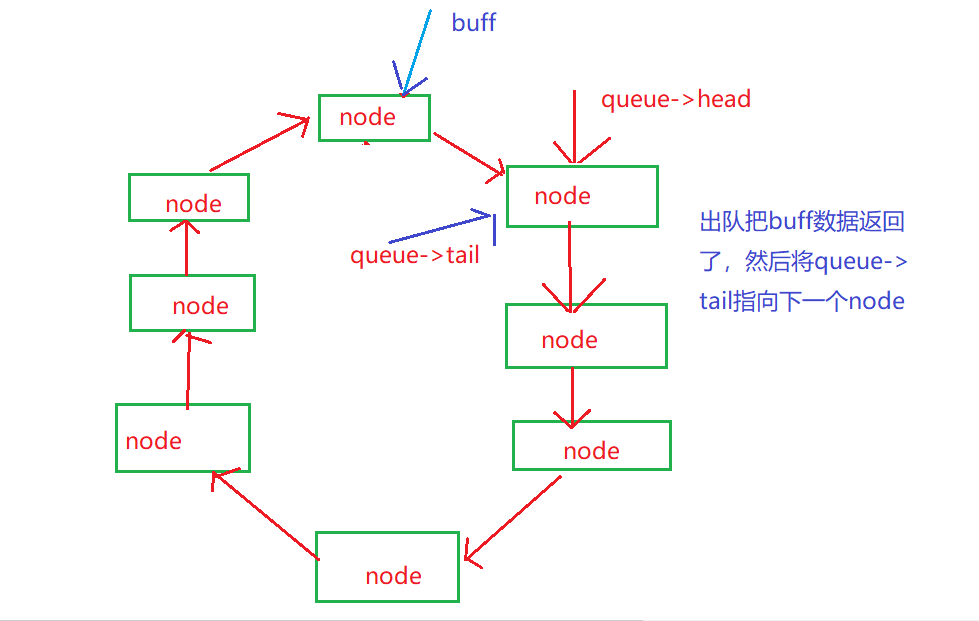 buff
node
queue->head
node
node
queue->tail
出队把buff数据返回
了，然后将queue->
tail指向下一个node
node
node
node
node
node